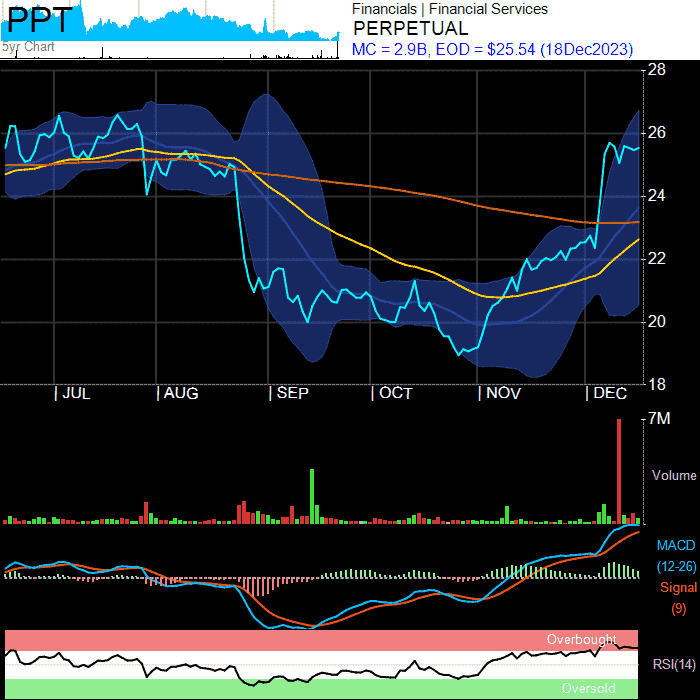 PPT
5yr Chart
Financials | Financial Services
PERPETUAL
MC = 2.9B, EOD = $25.54 (18Dec2023)
28
26
24
22
20
18
| JUL | AUG | SEP | OCT | NOV | DEC
7M
Volume
MACD
(12-26)
Signal
(9)
Overbought
RSI(14)
Oversold